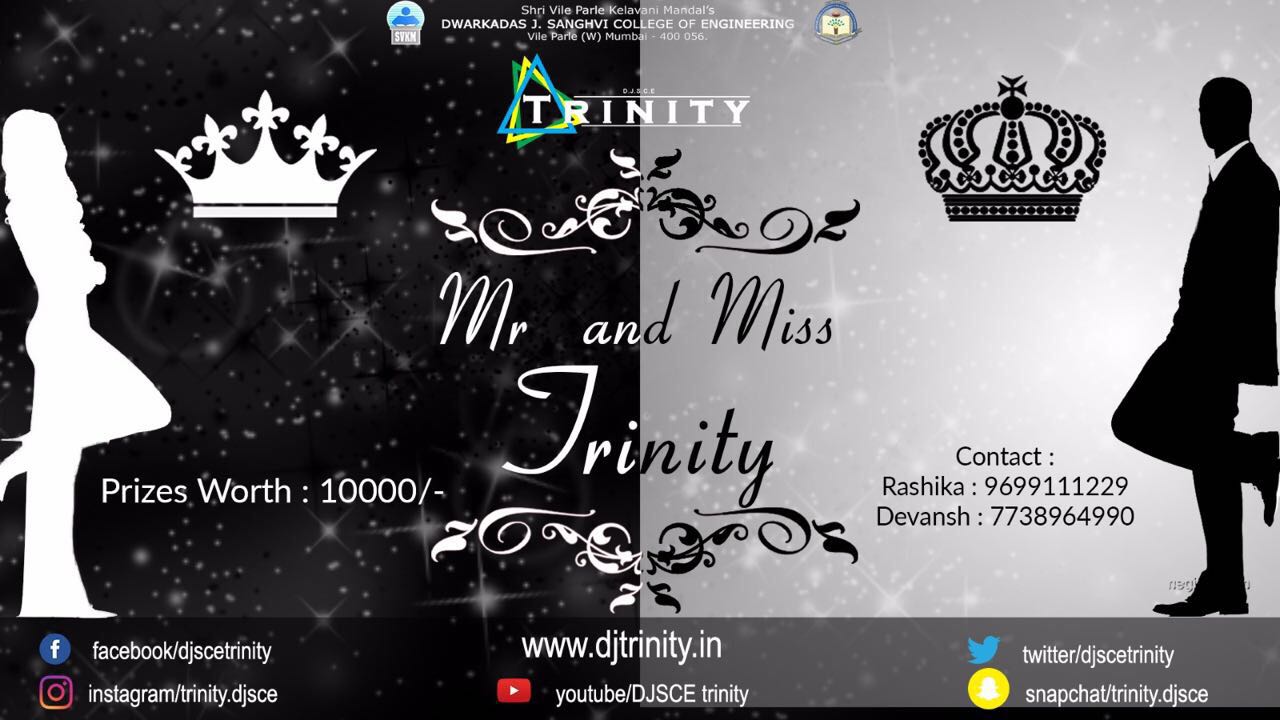 Shri Vile Parle Kelavani Mandal's
DWARKADAS J. SANGHVI COLLEGE OF ENGINEERING
Vile Parle (W) Mumbai - 400 056.
SVKM
D.J.S.C.E
TRINITY
Mr and Miss
Trinity
Prizes Worth : 10000/-
Contact :
Rashika : 9699111229
Devansh : 7738964990
facebook/djscetrinity
www.djtrinity.in
twitter/djscetrinity
instagram/trinity.djsce
youtube/DJSCE trinity
snapchat/trinity.djsce